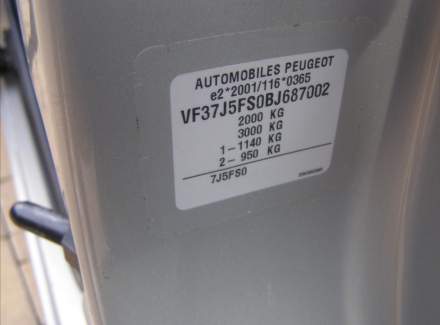 AUTOMOBILES PEUGEOT
e2*2001/116*0365
VF37J5FS0BJ687002
2000 KG
3000 KG
1-1140 KG
2- 950 KG
7J5FS0